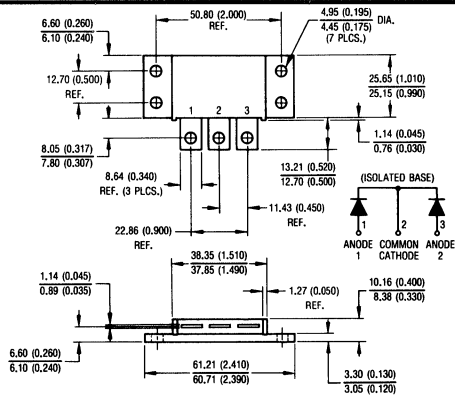 50.80 (2.000)
REF.
6.60 (0.260)
6.10 (0.240)
4.95 (0.195)
4.45 (0.175)
DIA.
(7 PLCS.)
12.70 (0.500)
REF.
25.65 (1.010)
25.15 (0.990)
1 2 3
8.05 (0.317)
7.80 (0.307)
1.14 (0.045)
0.76 (0.030)
8.64 (0.340)
REF. (3 PLCS.)
13.21 (0.520)
12.70 (0.500)
(ISOLATED BASE)
11.43 (0.450)
REF.
22.86 (0.900)
REF.
1 2 3
ANODE COMMON ANODE
1 CATHODE 2
38.35 (1.510)
37.85 (1.490)
1.14 (0.045)
0.89 (0.035)
1.27 (0.050)
REF.
10.16 (0.400)
8.38 (0.330)
6.60 (0.260)
6.10 (0.240)
61.21 (2.410)
60.71 (2.390)
3.30 (0.130)
3.05 (0.120)